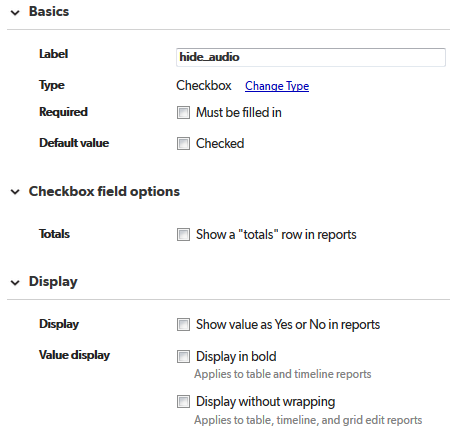 Basics
Label hide_audio
Type Checkbox Change Type
Required Must be filled in
Default value Checked
Checkbox field options
Totals Show a "totals" row in reports
Display
Display Show value as Yes or No in reports
Value display Display in bold
Applies to table and timeline reports
Display without wrapping
Applies to table, timeline, and grid edit reports